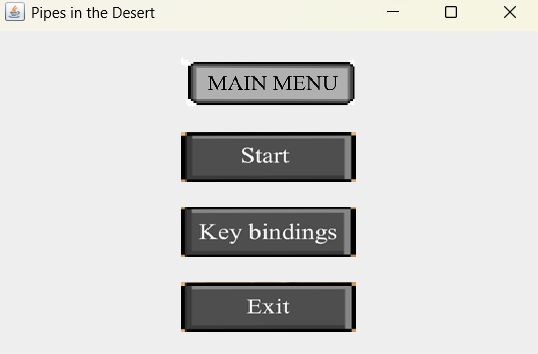 Pipes in the Desert
MAIN MENU
Start
Key bindings
Exit